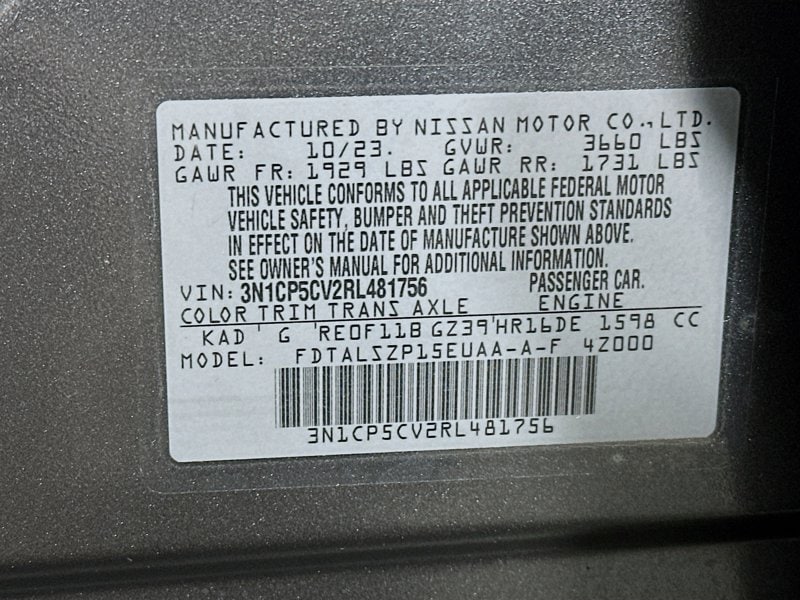 MANUFACTURED BY NISSAN MOTOR CO., LTD.
DATE: 10/23. GVWR: 3660 LBS
GAWR FR: 1929 LBS GAWR RR: 1731 LBS
THIS VEHICLE CONFORMS TO ALL APPLICABLE FEDERAL MOTOR
VEHICLE SAFETY, BUMPER AND THEFT PREVENTION STANDARDS
IN EFFECT ON THE DATE OF MANUFACTURE SHOWN ABOVE.
SEE OWNER'S MANUAL FOR ADDITIONAL INFORMATION.
VIN: 3N1CP5CV2RL481756 PASSENGER CAR.
COLOR TRIM TRANS AXLE ENGINE
KAD ' G 'RE0F11B GZ39'HR16DE 1598 CC
MODEL: FDTALSZP15EUAA-A-F 4Z000
3N1CP5CV2RL481756